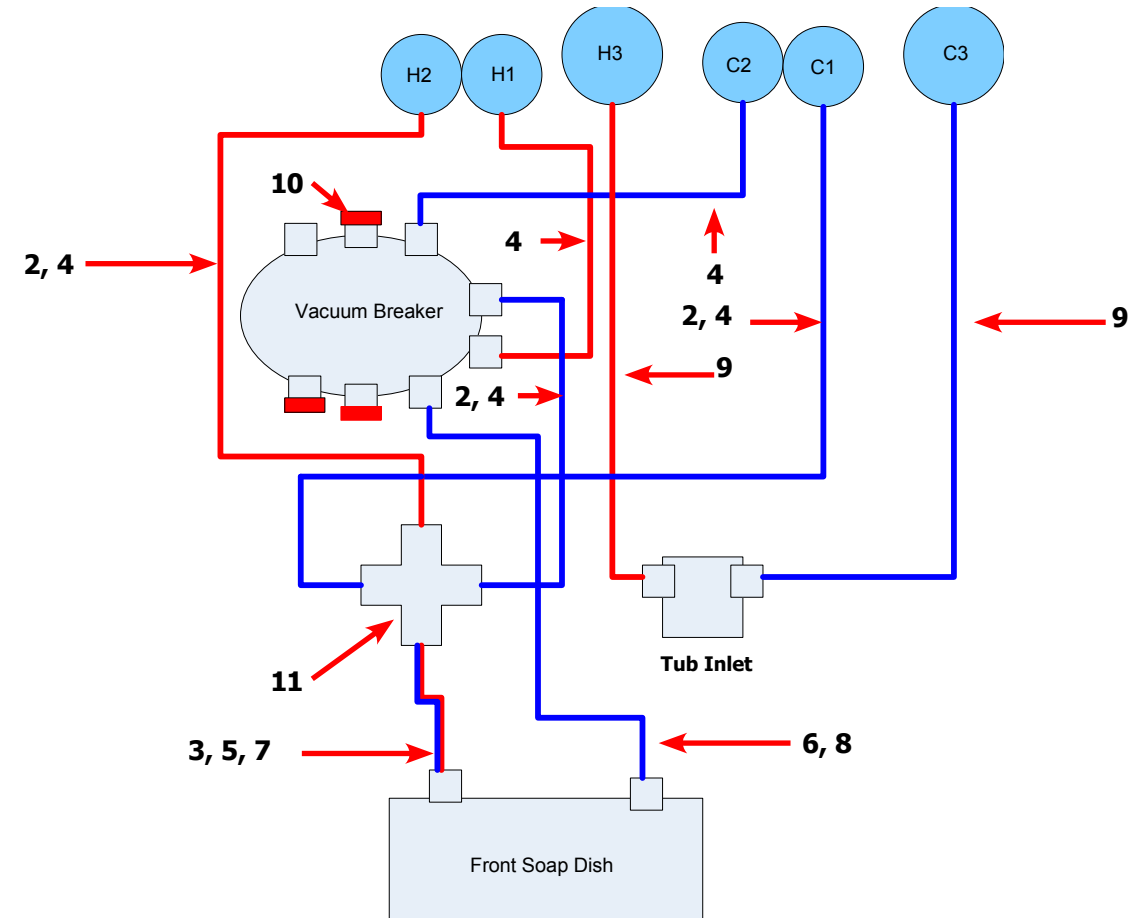 H2
H1
H3
C2
C1
C3
10
4
2, 4
4
Vacuum Breaker
2, 4
9
9
2, 4
Tub Inlet
11
3, 5, 7
6, 8
Front Soap Dish